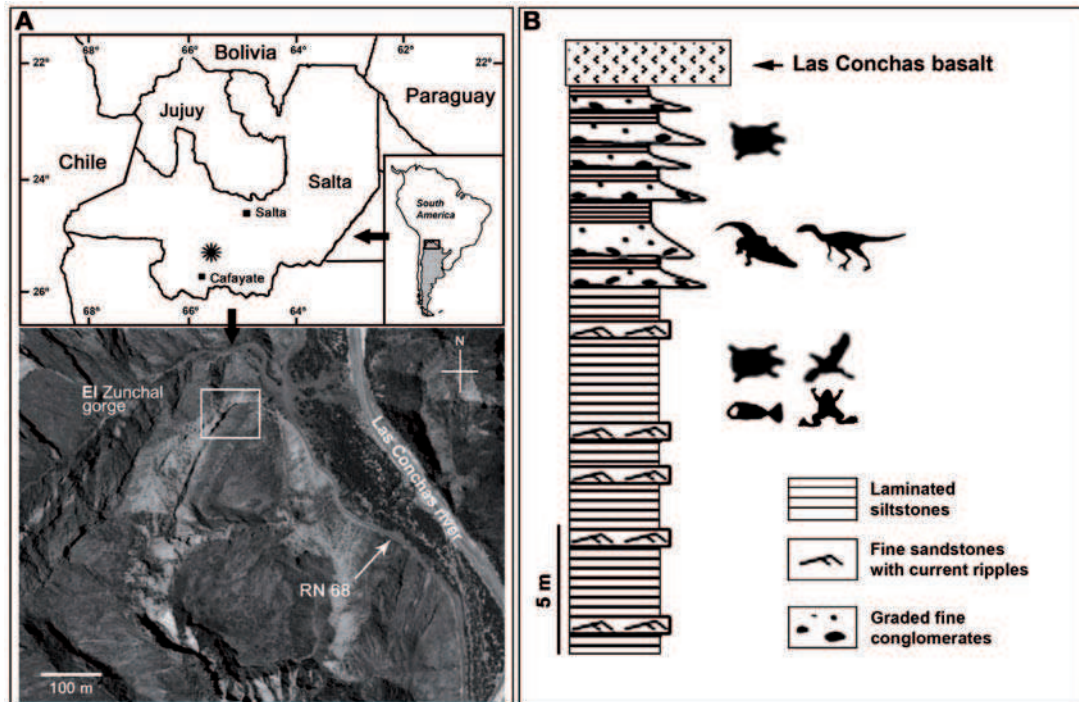 A
68°
66°
64°
62°
Bolivia
22°
22°
Paraguay
Jujuy
Chile
Salta
24°
24°
South
America
Salta
Cafayate
26°
26°
68°
66°
64°
N
El Zunchal
gorge
Las Conchas river
RN 68
100 m
B
Las Conchas basalt
5 m
Laminated
siltstones
Fine sandstones
with current ripples
Graded fine
conglomerates